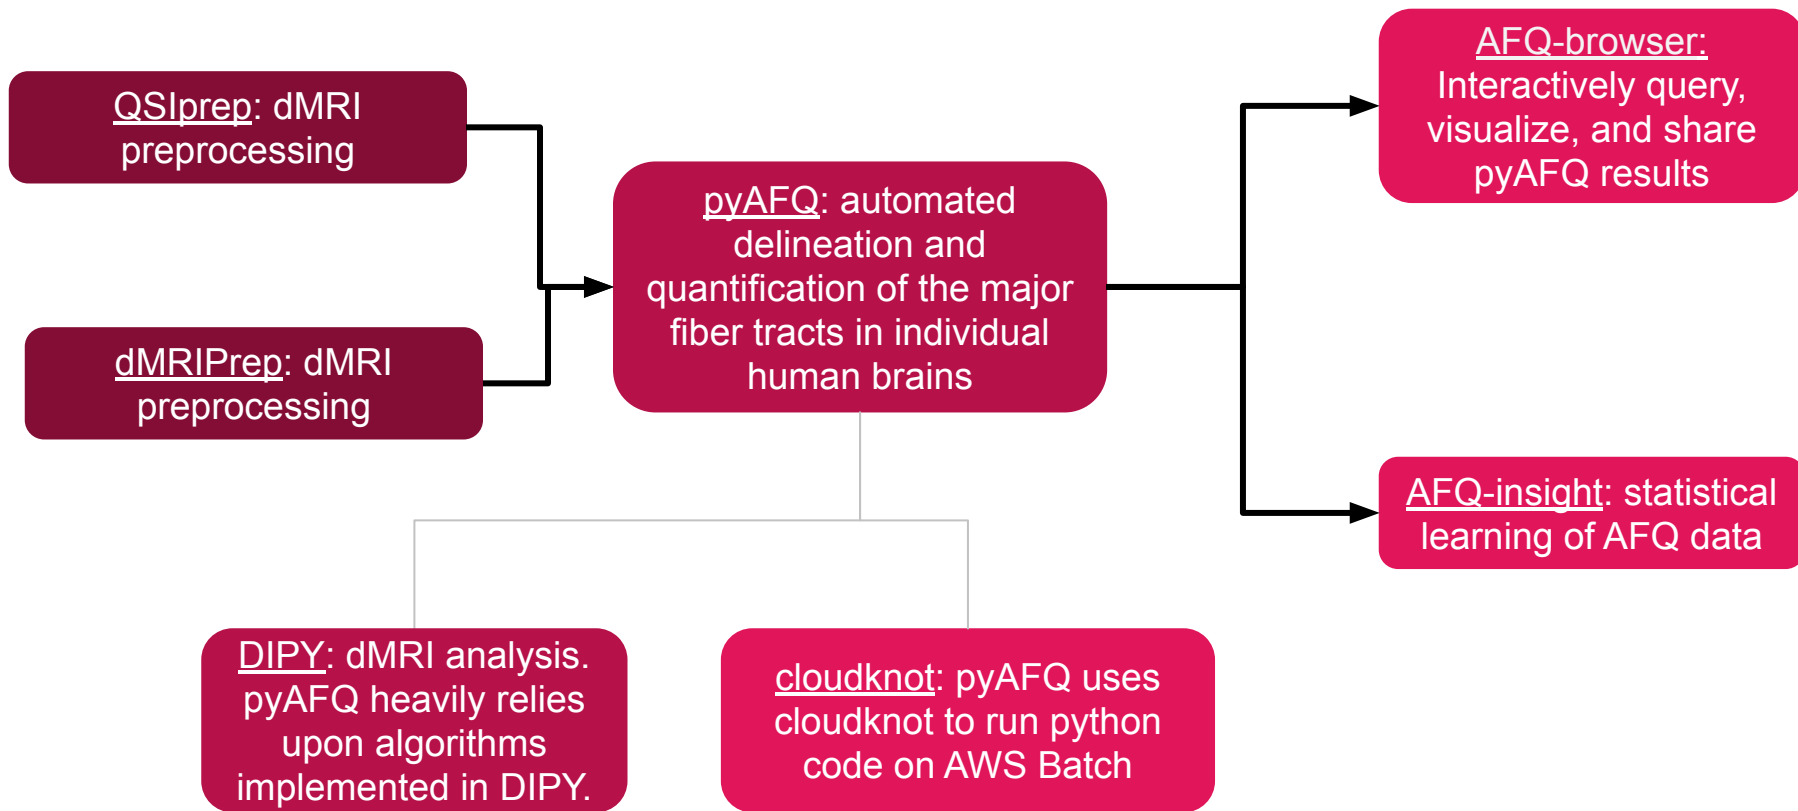 QSIprep: dMRI
preprocessing
dMRIPrep: dMRI
preprocessing
pyAFQ: automated
delineation and
quantification of the major
fiber tracts in individual
human brains
AFQ-browser:
Interactively query,
visualize, and share
pyAFQ results
AFQ-insight: statistical
learning of AFQ data
DIPY: dMRI analysis.
pyAFQ heavily relies
upon algorithms
implemented in DIPY.
cloudknot: pyAFQ uses
cloudknot to run python
code on AWS Batch